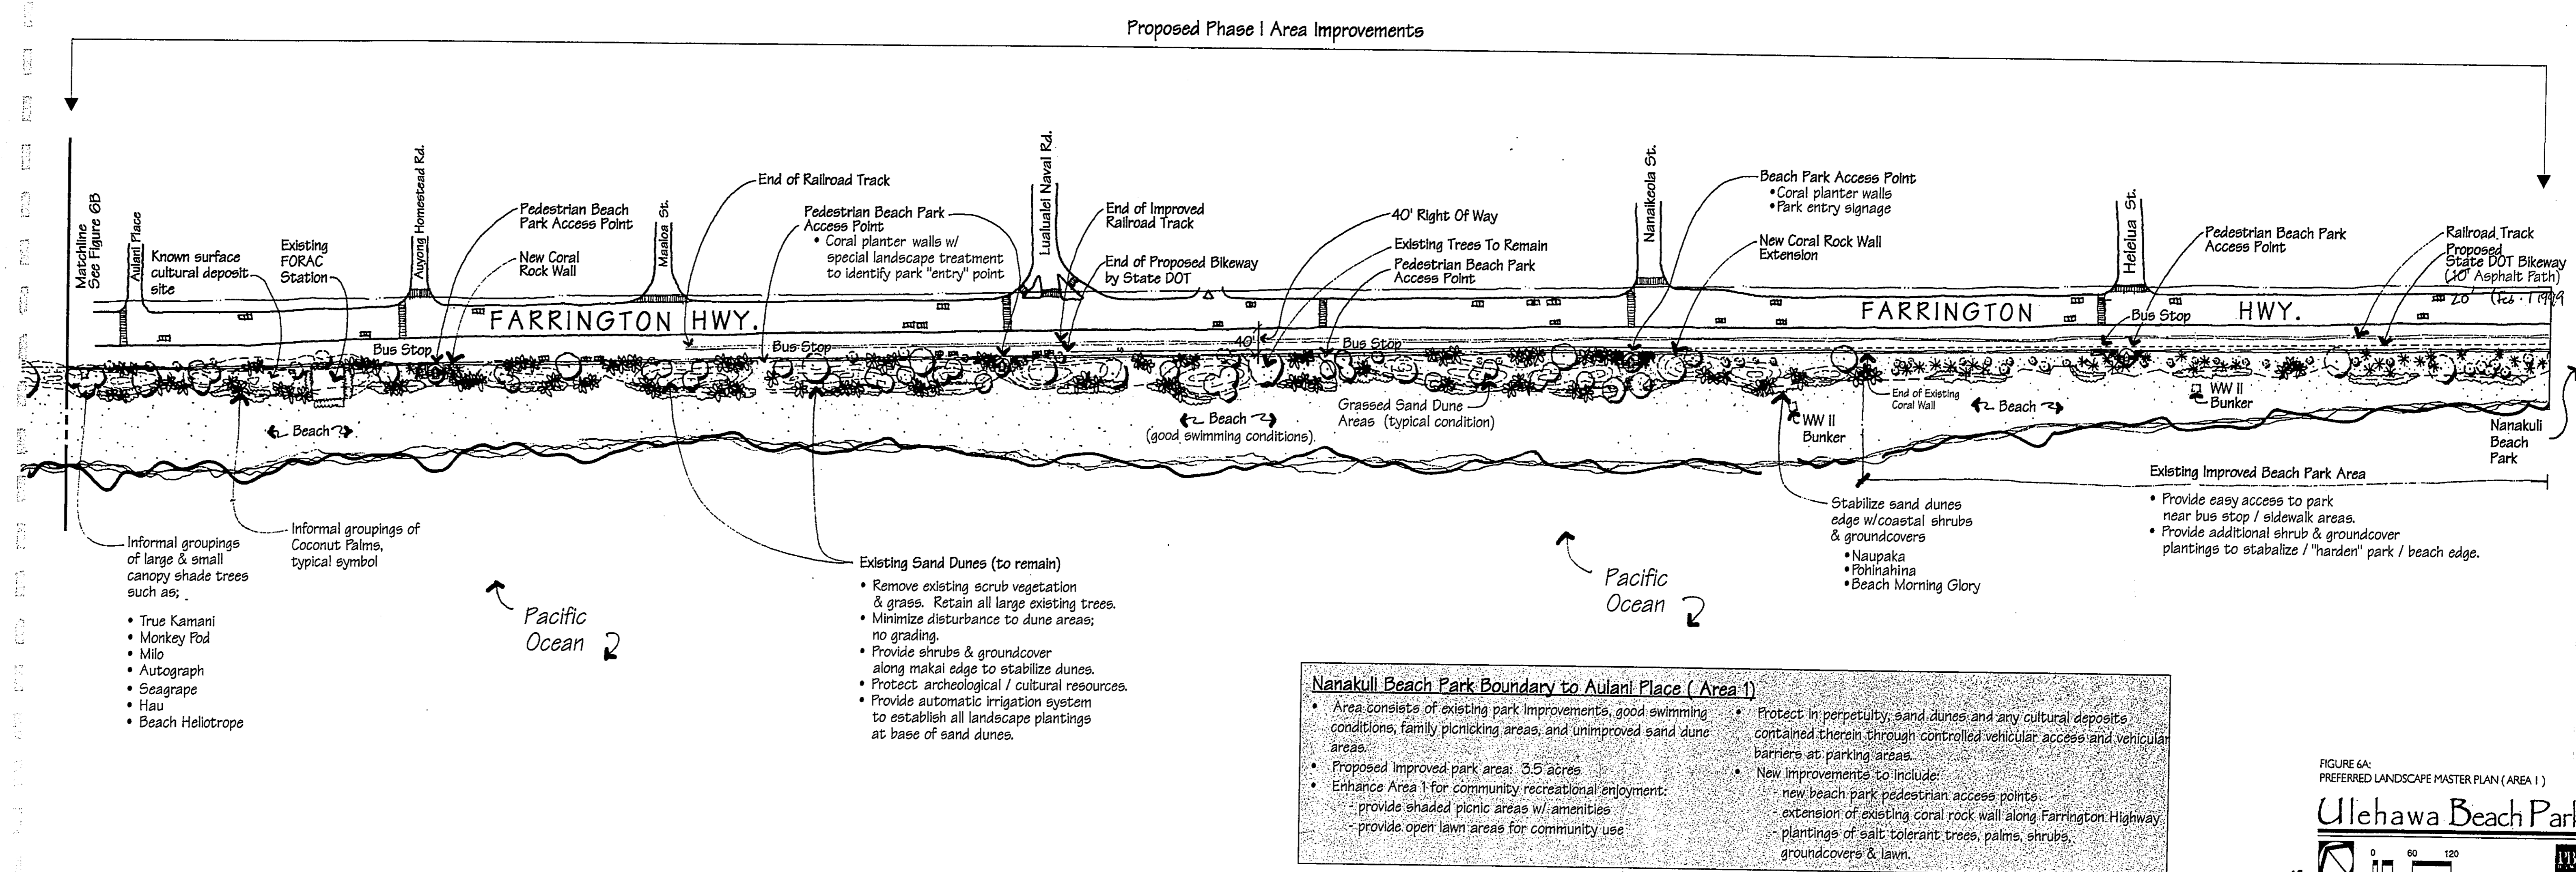 Proposed Phase I Area Improvements
Matchline
See Figure 6B
Aulani Place
Known surface
cultural deposit
site
Existing
FORAC
Station
Auyong Homestead Rd.
Pedestrian Beach
Park Access Point
New Coral
Rock Wall
Maaloa St.
End of Railroad Track
Pedestrian Beach Park
Access Point
• Coral planter walls w/
special landscape treatment
to identify park "entry" point
Lualualei Naval Rd.
End of Improved
Railroad Track
End of Proposed Bikeway
by State DOT
40' Right Of Way
Existing Trees To Remain
Pedestrian Beach Park
Access Point
Nanaikeola St.
Beach Park Access Point
• Coral planter walls
• Park entry signage
New Coral Rock Wall
Extension
Helelua St.
Pedestrian Beach Park
Access Point
Railroad Track
Proposed
State DOT Bikeway
(10' Asphalt Path)
20' (Feb. 1 1999
FARRINGTON HWY.
FARRINGTON HWY.
Bus Stop
Bus Stop
40'
Bus Stop
Bus Stop
Beach
Beach
(good swimming conditions)
Grassed Sand Dune
Areas (typical condition)
WW II
Bunker
End of Existing
Coral Wall
Beach
WW II
Bunker
Nanakuli
Beach
Park
Informal groupings
of large & small
canopy shade trees
such as;
• True Kamani
• Monkey Pod
• Milo
• Autograph
• Seagrape
• Hau
• Beach Heliotrope
Informal groupings of
Coconut Palms,
typical symbol
Pacific
Ocean
Existing Sand Dunes (to remain)
• Remove existing scrub vegetation
& grass. Retain all large existing trees.
• Minimize disturbance to dune areas;
no grading.
• Provide shrubs & groundcover
along makai edge to stabilize dunes.
• Protect archeological / cultural resources.
• Provide automatic irrigation system
to establish all landscape plantings
at base of sand dunes.
Pacific
Ocean
Stabilize sand dunes
edge w/coastal shrubs
& groundcovers
• Naupaka
• Pohinahina
• Beach Morning Glory
Existing Improved Beach Park Area
• Provide easy access to park
near bus stop / sidewalk areas.
• Provide additional shrub & groundcover
plantings to stabalize / "harden" park / beach edge.
Nanakuli Beach Park Boundary to Aulani Place ( Area 1)
• Area consists of existing park improvements, good swimming
conditions, family picnicking areas, and unimproved sand dune
areas.
• Proposed improved park area: 3.5 acres
• Enhance Area 1 for community recreational enjoyment:
- provide shaded picnic areas w/ amenities
- provide open lawn areas for community use
• Protect in perpetuity, sand dunes and any cultural deposits
contained therein through controlled vehicular access and vehicular
barriers at parking areas.
• New improvements to include:
- new beach park pedestrian access points
- extension of existing coral rock wall along Farrington Highway
- plantings of salt tolerant trees, palms, shrubs,
groundcovers & lawn.
FIGURE 6A:
PREFERRED LANDSCAPE MASTER PLAN ( AREA 1 )
Ulehawa Beach Park
0 60 120